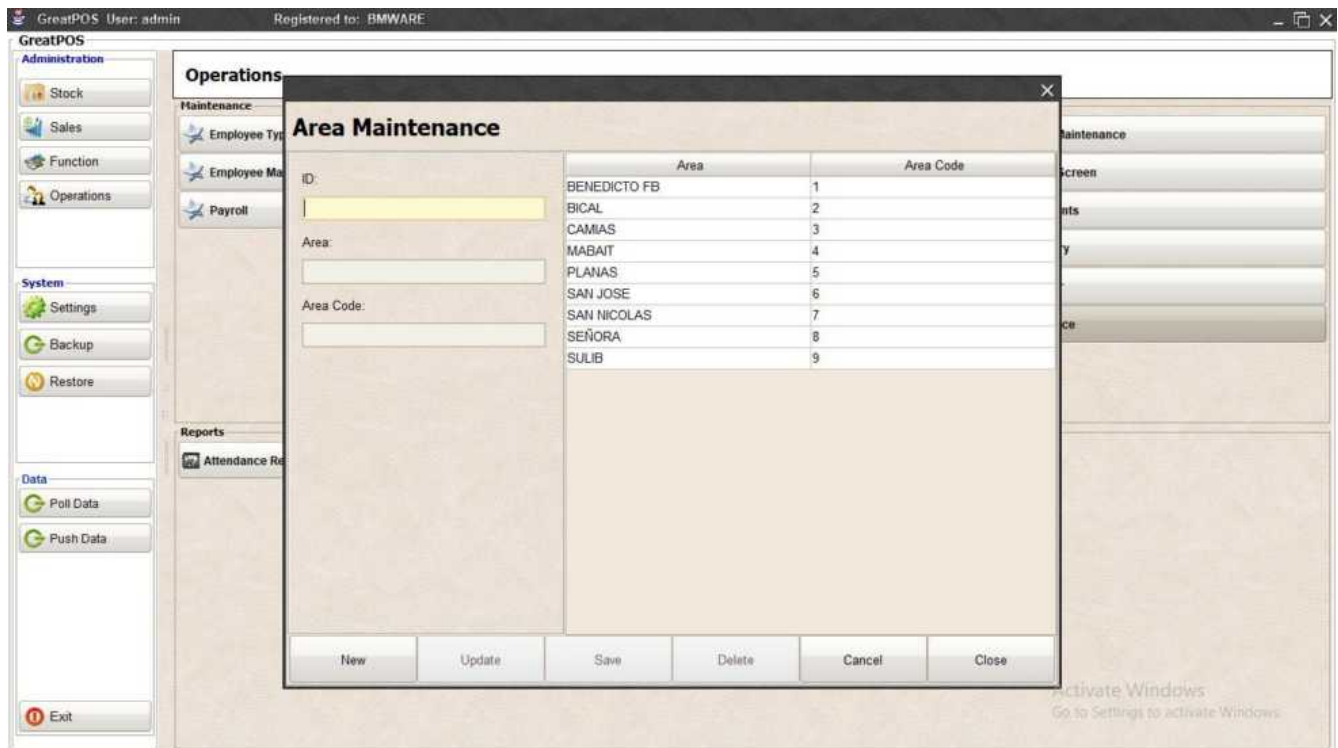 GreatPOS User: admin Registered to: BMWARE
GreatPOS
Administration
Stock
Sales
Function
Operations
System
Settings
Backup
Restore
Data
Poll Data
Push Data
Exit
Operations
Maintenance
Employee Typ
Employee Ma
Payroll
Reports
Attendance Re
Area Maintenance
ID:
Area:
Area Code:
Area Area Code
BENEDICTO FB 1
BICAL 2
CAMIAS 3
MABAIT 4
PLANAS 5
SAN JOSE 6
SAN NICOLAS 7
SEÑORA 8
SULIB 9
New Update Save Delete Cancel Close
Maintenance
Screen
nts
y
ce
Activate Windows
Go to Settings to activate Windows.